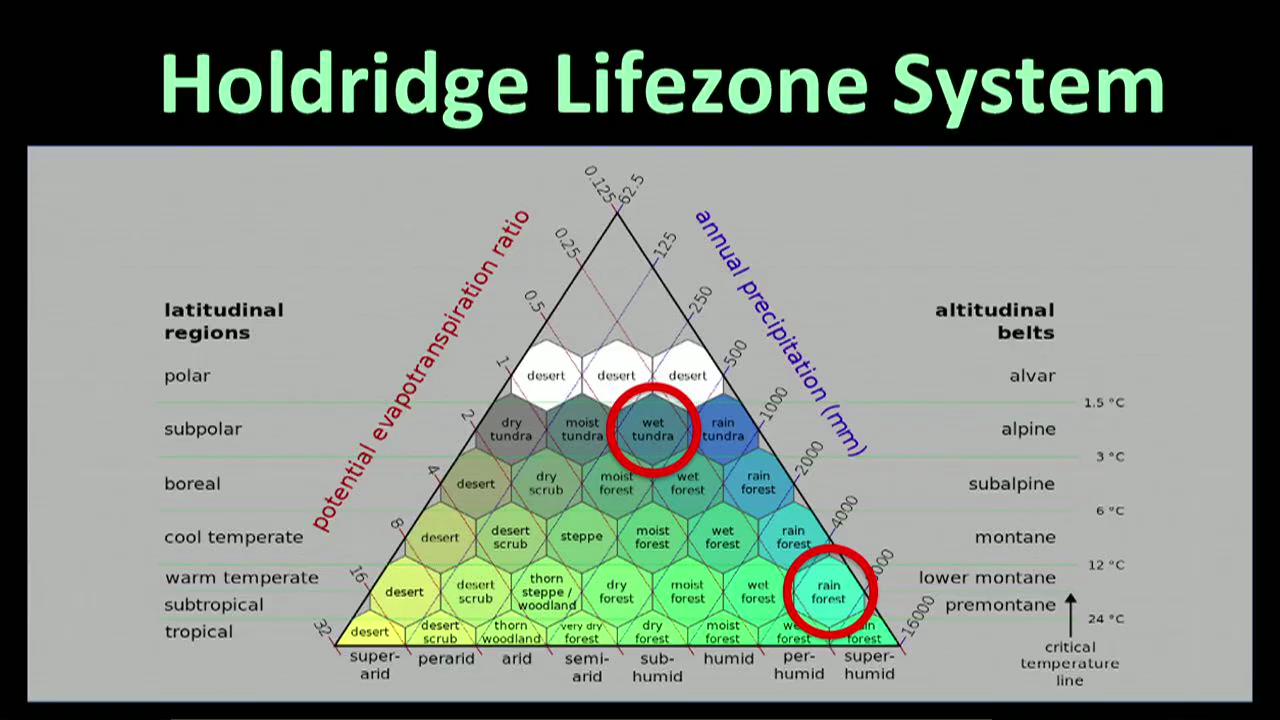 Holdridge Lifezone System
0.125
62.5
0.25
125
0.5
250
1
500
2
1000
4
2000
8
4000
16
32
16000
potential evapotranspiration ratio
annual precipitation (mm)
latitudinal
regions
altitudinal
belts
polar
desert
desert
desert
alvar
1.5 °C
subpolar
dry
tundra
moist
tundra
wet
tundra
rain
tundra
alpine
3 °C
boreal
desert
dry
scrub
moist
forest
wet
forest
rain
forest
subalpine
6 °C
cool temperate
desert
desert
scrub
steppe
moist
forest
wet
forest
rain
forest
montane
12 °C
warm temperate
subtropical
desert
desert
scrub
thorn
steppe /
woodland
dry
forest
moist
forest
wet
forest
rain
forest
lower montane
premontane
24 °C
tropical
desert
desert
scrub
thorn
woodland
very dry
forest
dry
forest
moist
forest
forest
forest
super-
arid
perarid
arid
semi-
arid
sub-
humid
humid
per-
humid
super-
humid
critical
temperature
line